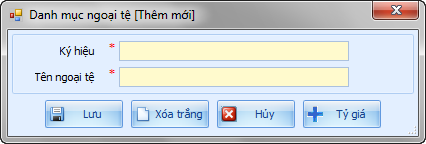 Danh mục ngoại tệ [Thêm mới]
Ký hiệu *
Tên ngoại tệ *
Lưu Xóa trắng Hủy Tỷ giá